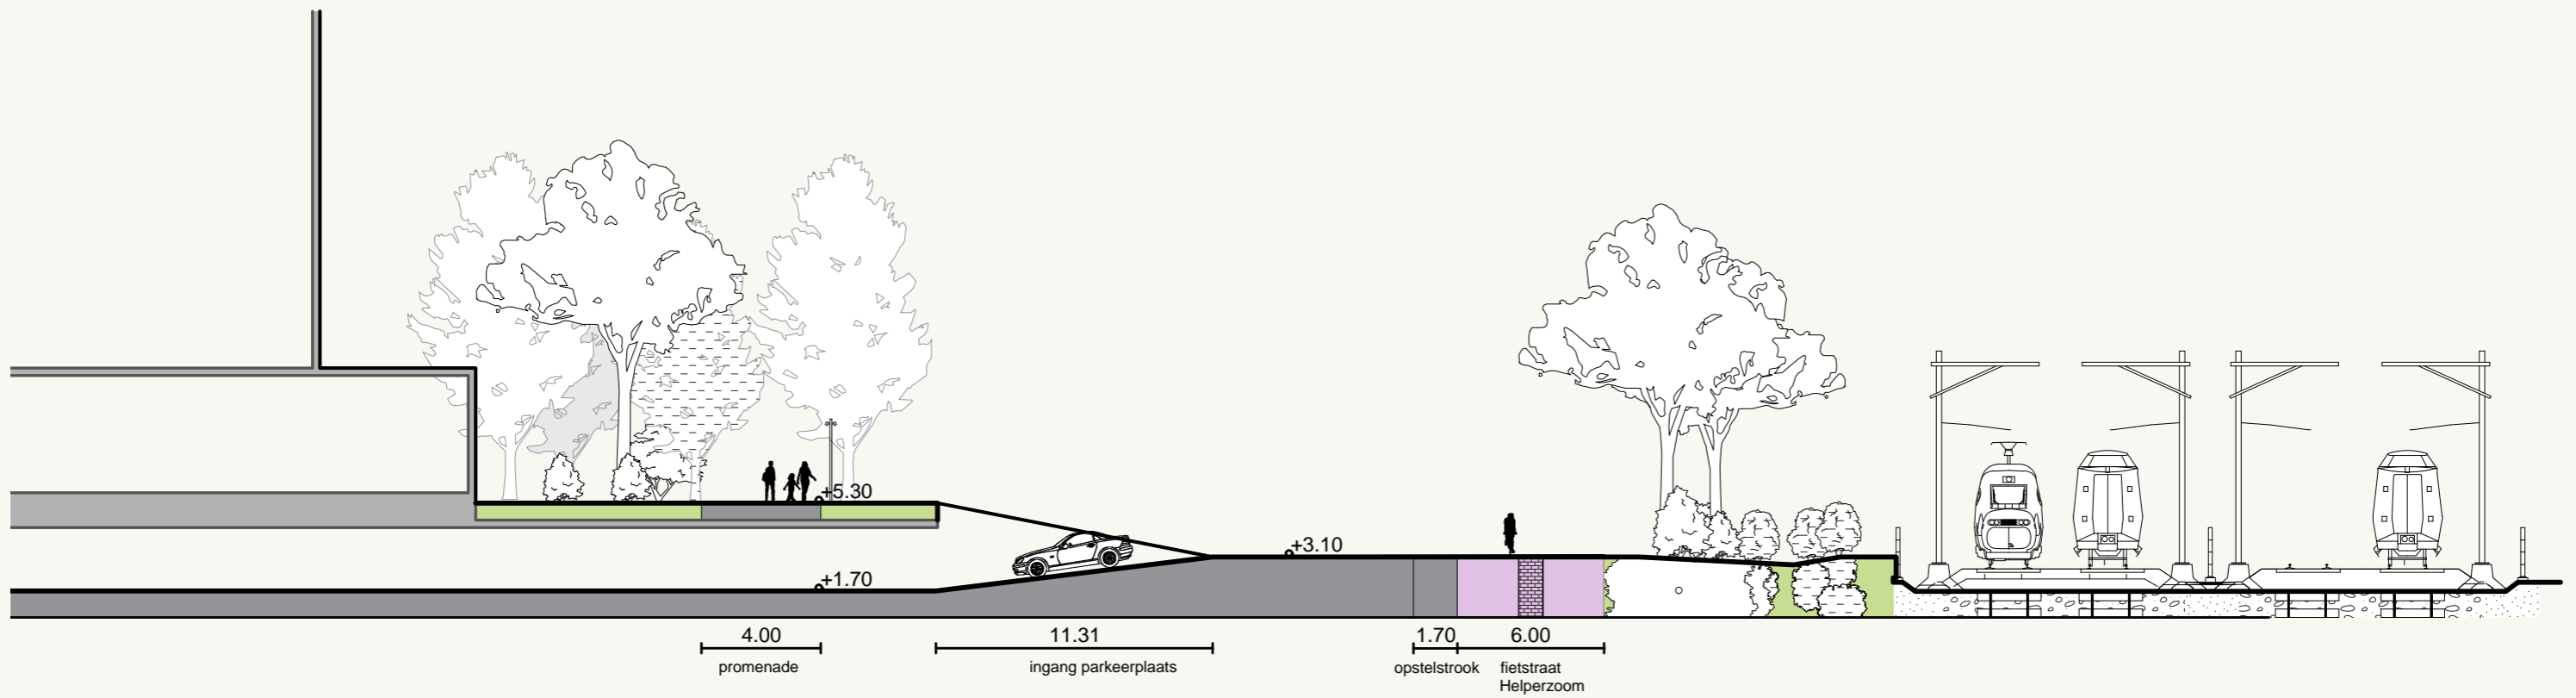 +5.30
+3.10
+1.70
4.00
11.31
1.70
6.00
promenade
ingang parkeerplaats
opstelstrook
fietstraat
Helperzoom